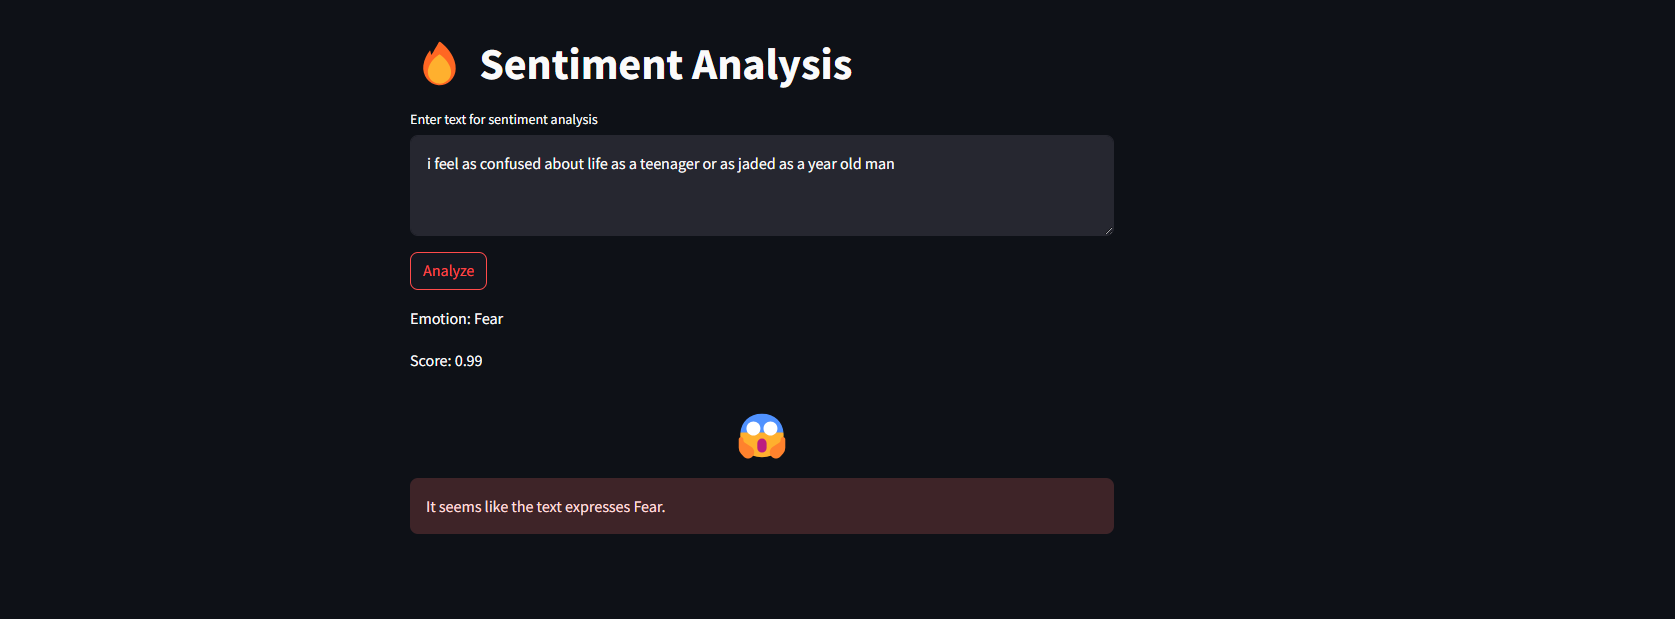 Sentiment Analysis
Enter text for sentiment analysis
i feel as confused about life as a teenager or as jaded as a year old man
Analyze
Emotion: Fear
Score: 0.99
It seems like the text expresses Fear.